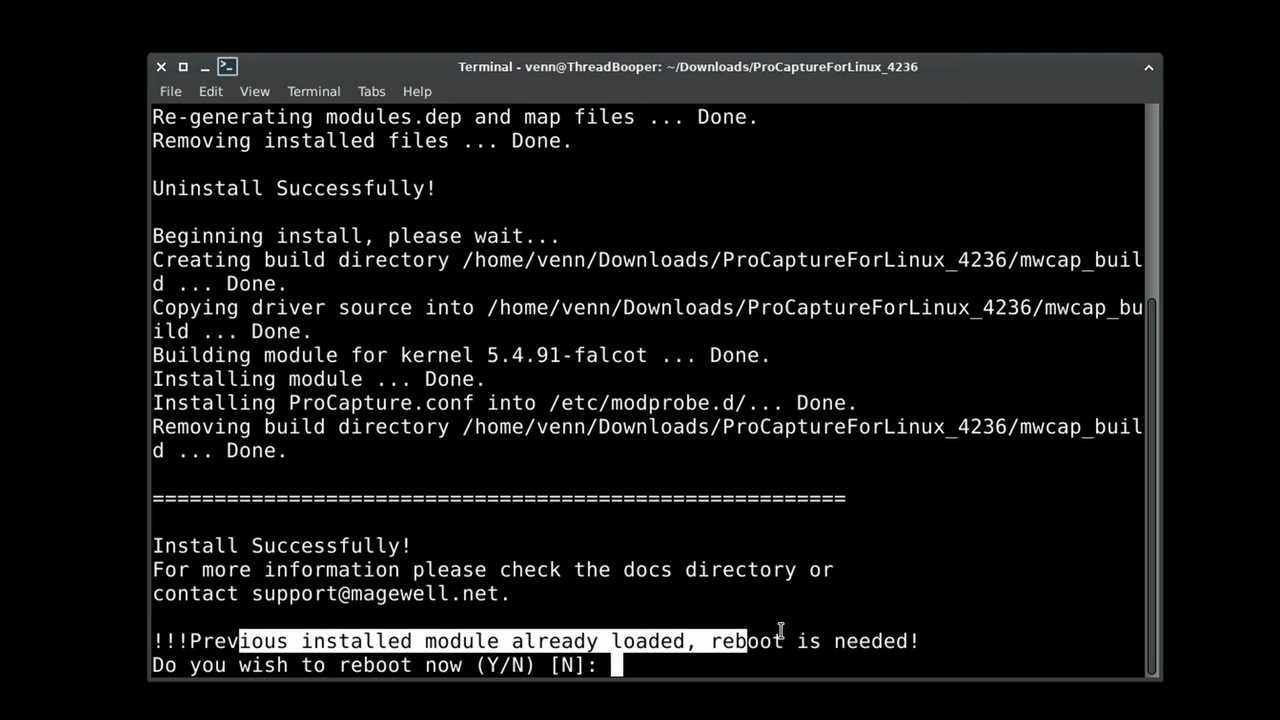 Terminal - venn@ThreadBooper: ~/Downloads/ProCaptureForLinux_4236
File Edit View Terminal Tabs Help
Re-generating modules.dep and map files ... Done.
Removing installed files ... Done.
Uninstall Successfully!
Beginning install, please wait...
Creating build directory /home/venn/Downloads/ProCaptureForLinux_4236/mwcap_buil
d ... Done.
Copying driver source into /home/venn/Downloads/ProCaptureForLinux_4236/mwcap_bu
ild ... Done.
Building module for kernel 5.4.91-falcot ... Done.
Installing module ... Done.
Installing ProCapture.conf into /etc/modprobe.d/... Done.
Removing build directory /home/venn/Downloads/ProCaptureForLinux_4236/mwcap_buil
d ... Done.
========================================================
Install Successfully!
For more information please check the docs directory or
contact support@magewell.net.
!!!Previous installed module already loaded, reboot is needed!
Do you wish to reboot now (Y/N) [N]: